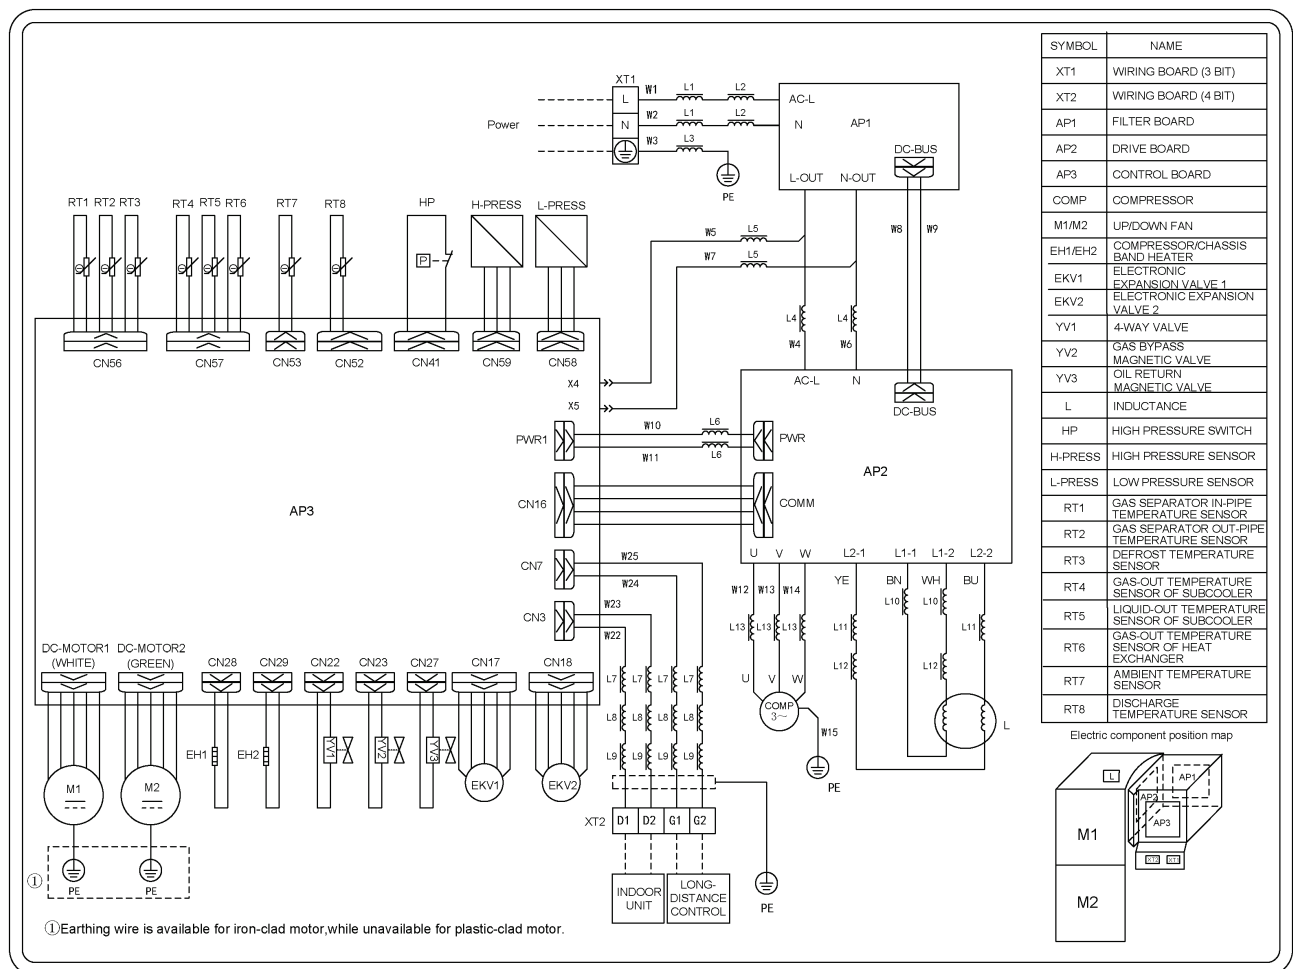 XT1
Power
L
N
W1
W2
W3
L1
L2
L1
L2
L3
PE
AC-L
N
AP1
DC-BUS
L-OUT
N-OUT
RT1
RT2
RT3
RT4
RT5
RT6
RT7
RT8
HP
H-PRESS
L-PRESS
P
W5
L5
W7
L5
W8
W9
L4
L4
W4
W6
CN56
CN57
CN53
CN52
CN41
CN59
CN58
X4
X5
AC-L
N
DC-BUS
PWR1
W10
L6
W11
L6
PWR
AP2
CN16
COMM
AP3
CN7
W25
W24
CN3
W23
W22
U
V
W
L2-1
L1-1
L1-2
L2-2
YE
BN
WH
BU
W12
W13
W14
L10
L10
L13
L13
L13
L11
L11
L12
L12
U
V
W
COMP
3~
W15
PE
L
DC-MOTOR1
(WHITE)
DC-MOTOR2
(GREEN)
CN28
CN29
CN22
CN23
CN27
CN17
CN18
L7
L7
L7
L7
L8
L8
L8
L8
L9
L9
L9
L9
EH1
EH2
YV1
YV2
YV3
EKV1
EKV2
M1
M2
PE
PE
①
XT2
D1
D2
G1
G2
INDOOR
UNIT
LONG-
DISTANCE
CONTROL
PE
①Earthing wire is available for iron-clad motor,while unavailable for plastic-clad motor.
SYMBOL NAME
XT1 WIRING BOARD (3 BIT)
XT2 WIRING BOARD (4 BIT)
AP1 FILTER BOARD
AP2 DRIVE BOARD
AP3 CONTROL BOARD
COMP COMPRESSOR
M1/M2 UP/DOWN FAN
EH1/EH2 COMPRESSOR/CHASSIS
BAND HEATER
EKV1 ELECTRONIC
EXPANSION VALVE 1
EKV2 ELECTRONIC EXPANSION
VALVE 2
YV1 4-WAY VALVE
YV2 GAS BYPASS
MAGNETIC VALVE
YV3 OIL RETURN
MAGNETIC VALVE
L INDUCTANCE
HP HIGH PRESSURE SWITCH
H-PRESS HIGH PRESSURE SENSOR
L-PRESS LOW PRESSURE SENSOR
RT1 GAS SEPARATOR IN-PIPE
TEMPERATURE SENSOR
RT2 GAS SEPARATOR OUT-PIPE
TEMPERATURE SENSOR
RT3 DEFROST TEMPERATURE
SENSOR
RT4 GAS-OUT TEMPERATURE
SENSOR OF SUBCOOLER
RT5 LIQUID-OUT TEMPERATURE
SENSOR OF SUBCOOLER
RT6 GAS-OUT TEMPERATURE
SENSOR OF HEAT
EXCHANGER
RT7 AMBIENT TEMPERATURE
SENSOR
RT8 DISCHARGE
TEMPERATURE SENSOR
Electric component position map
L
AP1
AP2
AP3
XT2
XT1
M1
M2